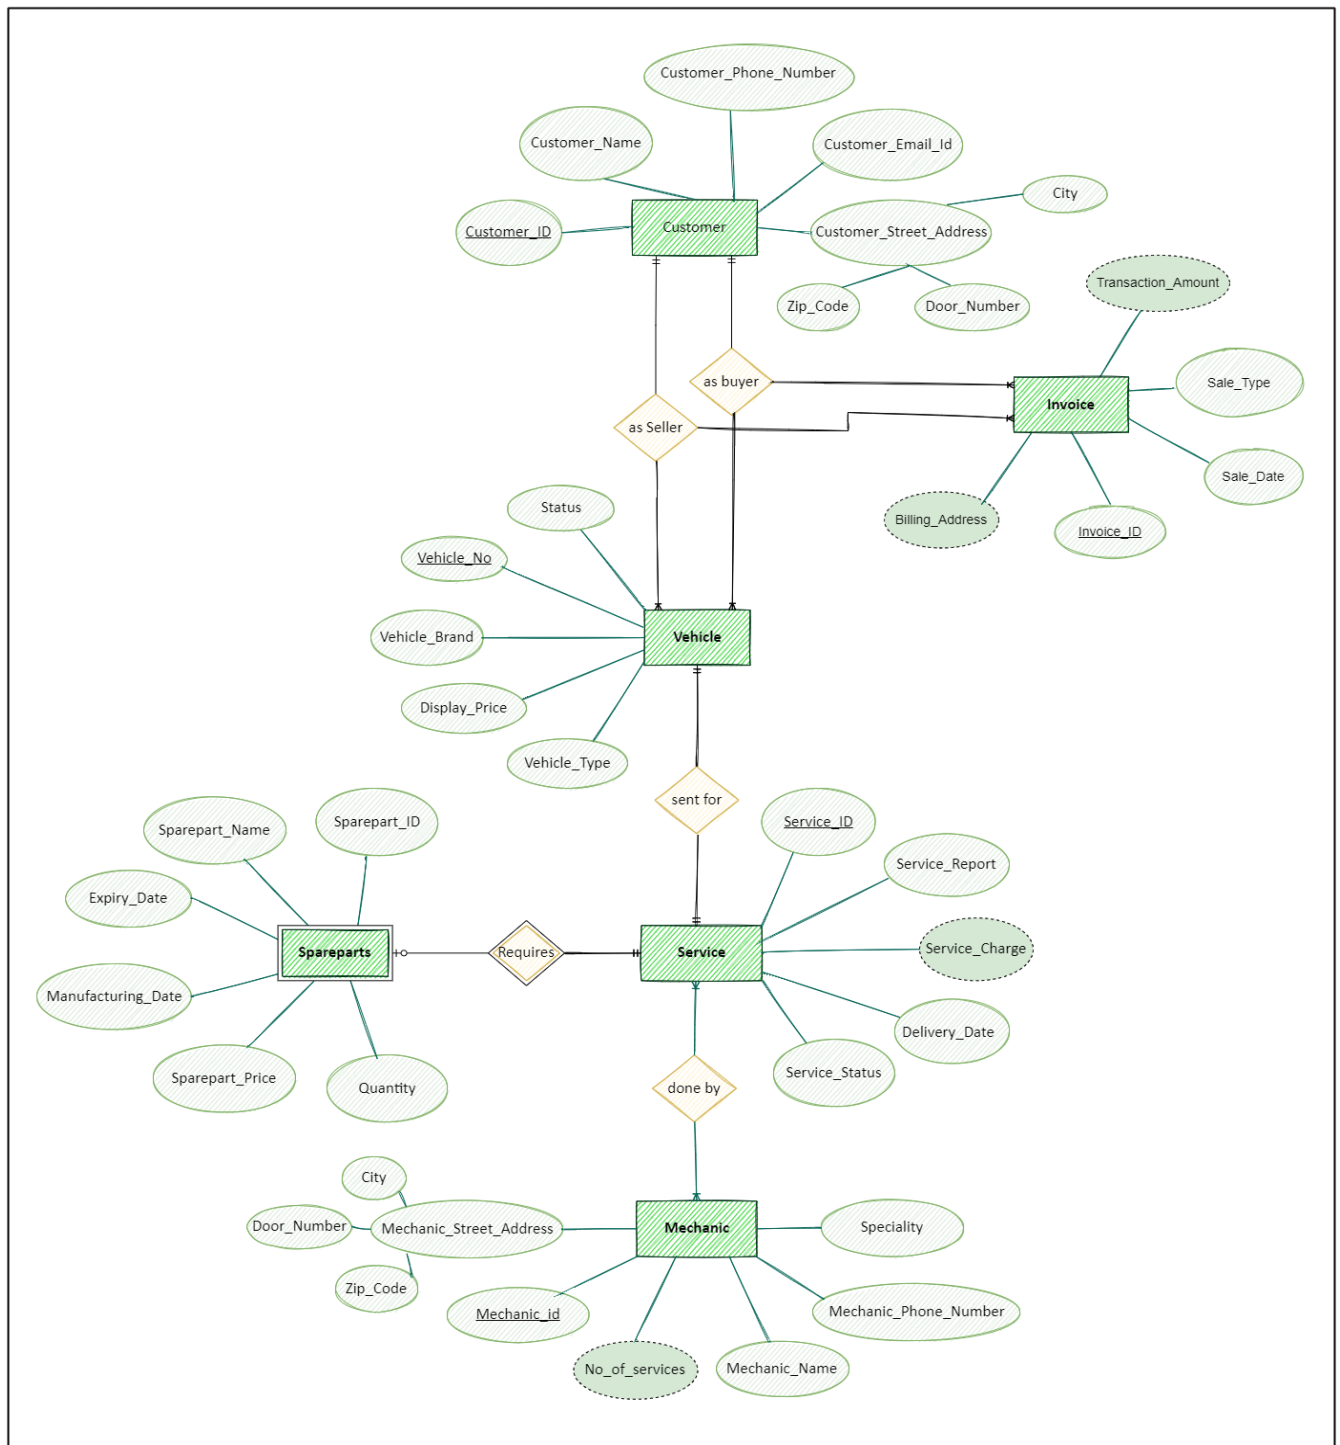 Customer_Phone_Number
Customer_Name
Customer_Email_Id
City
Customer_ID
Customer
Customer_Street_Address
Zip_Code
Door_Number
Transaction_Amount
as buyer
Sale_Type
Invoice
as Seller
Sale_Date
Status
Billing_Address
Invoice_ID
Vehicle_No
Vehicle_Brand
Vehicle
Display_Price
Vehicle_Type
sent for
Sparepart_Name
Sparepart_ID
Service_ID
Service_Report
Expiry_Date
Spareparts
Requires
Service
Service_Charge
Manufacturing_Date
Delivery_Date
Sparepart_Price
Quantity
done by
Service_Status
City
Door_Number
Mechanic_Street_Address
Mechanic
Speciality
Zip_Code
Mechanic_id
Mechanic_Phone_Number
No_of_services
Mechanic_Name